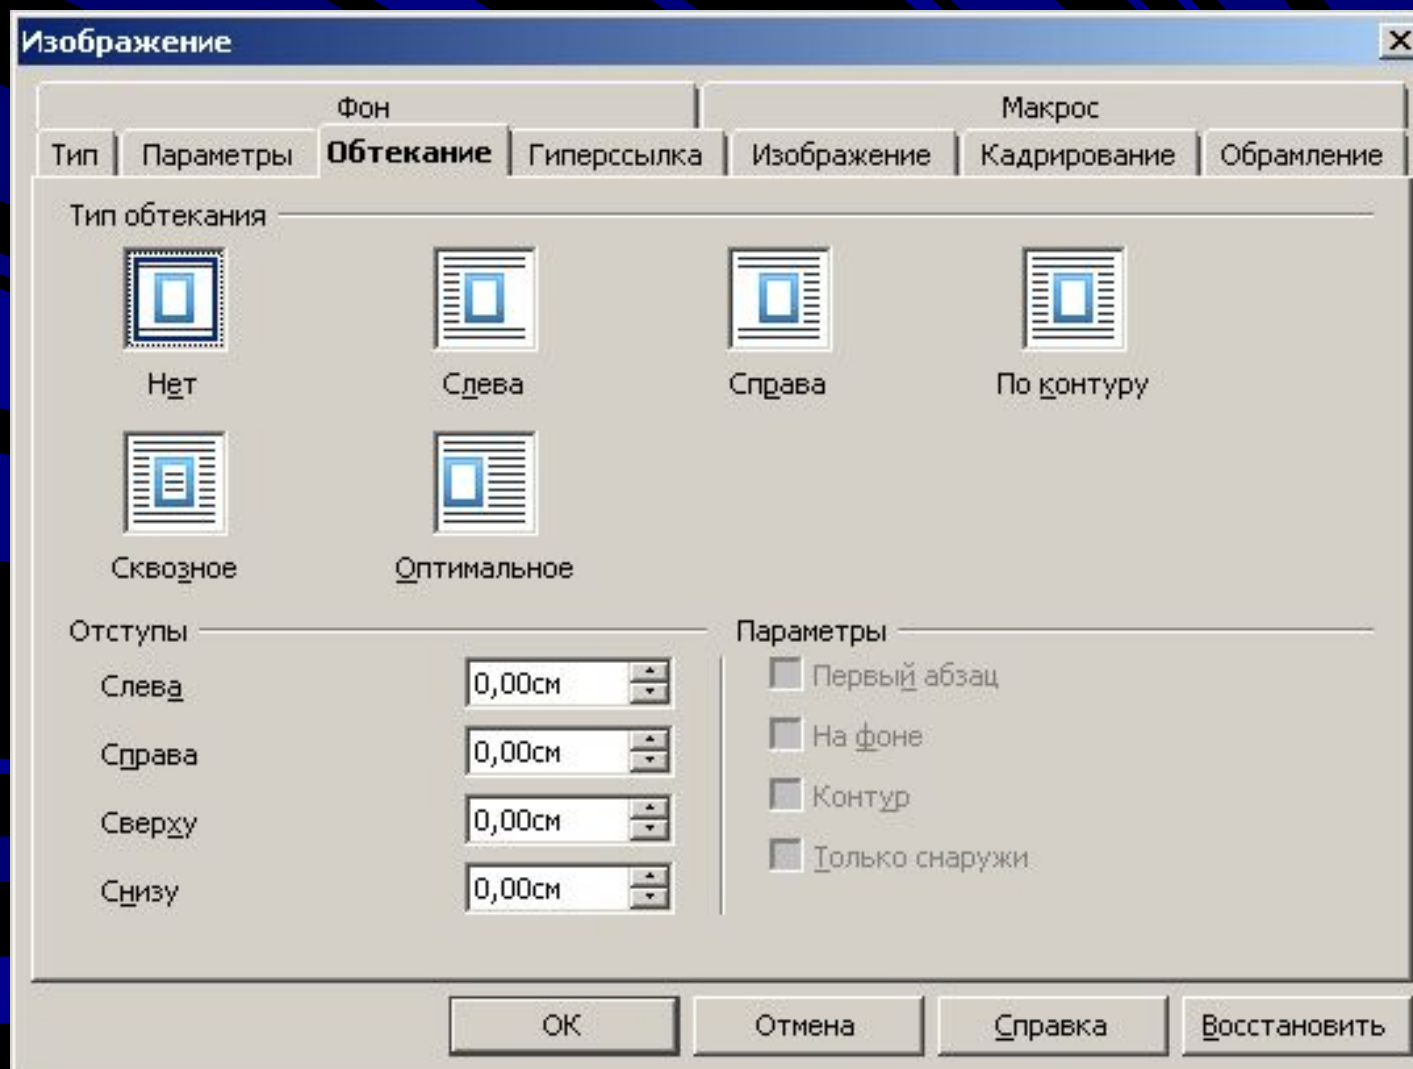 Изображение
Фон Макрос
Тип Параметры Обтекание Гиперссылка Изображение Кадрирование Обрамление
Тип обтекания
Нет Слева Справа По контуру
Сквозное Оптимальное
Отступы Параметры
Слева 0,00см Первый абзац
Справа 0,00см На фоне
Сверху 0,00см Контур
Снизу 0,00см Только снаружи
ОК Отмена Справка Восстановить